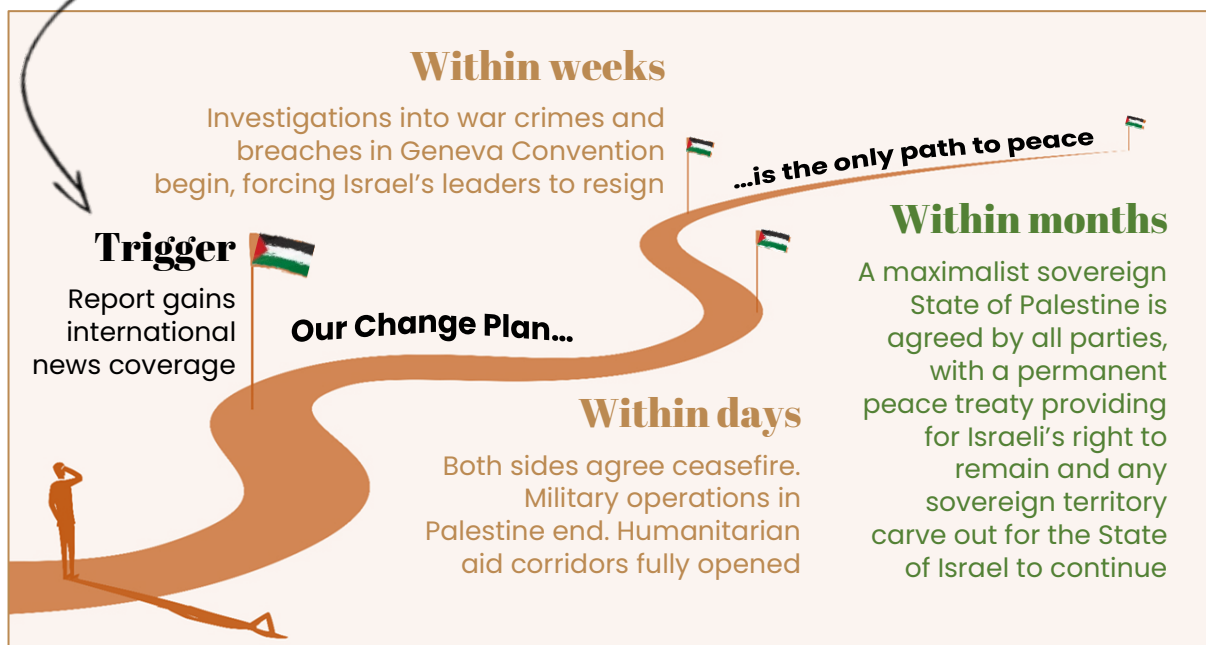 Within weeks
Investigations into war crimes and
breaches in Geneva Convention
begin, forcing Israel's leaders to resign
Trigger
Report gains
international
news coverage
Our Change Plan...
...is the only path to peace
Within days
Both sides agree ceasefire.
Military operations in
Palestine end. Humanitarian
aid corridors fully opened
Within months
A maximalist sovereign
State of Palestine is
agreed by all parties,
with a permanent
peace treaty providing
for Israeli's right to
remain and any
sovereign territory
carve out for the State
of Israel to continue